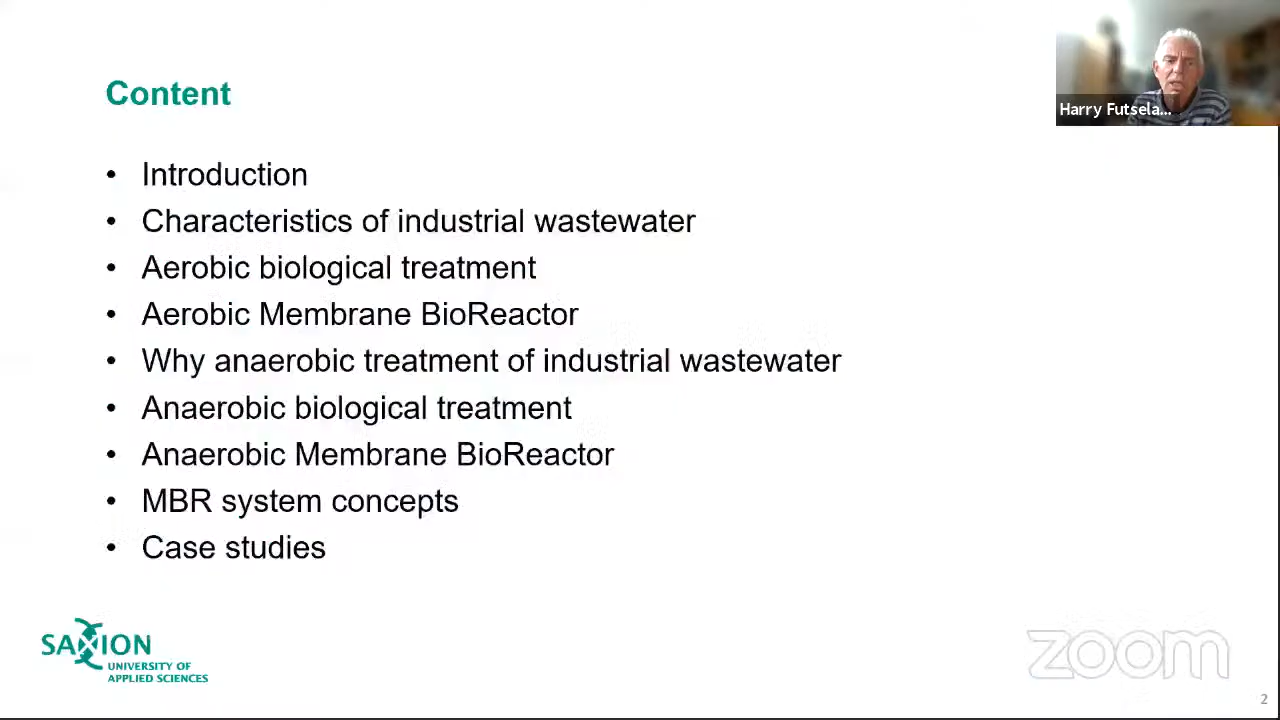 Content
Harry Futsela...
• Introduction
• Characteristics of industrial wastewater
• Aerobic biological treatment
• Aerobic Membrane BioReactor
• Why anaerobic treatment of industrial wastewater
• Anaerobic biological treatment
• Anaerobic Membrane BioReactor
• MBR system concepts
• Case studies
SAXION
UNIVERSITY OF
APPLIED SCIENCES
zoom
2